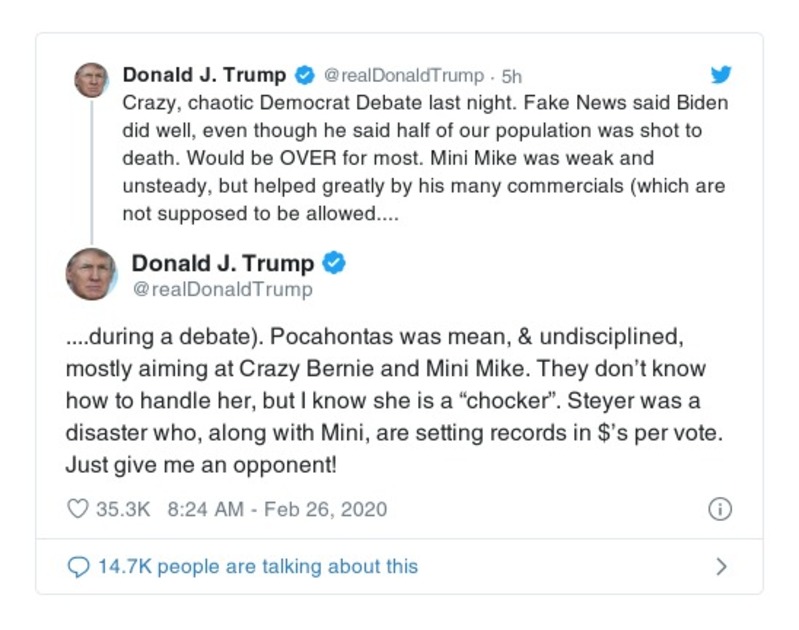 Donald J. Trump @realDonaldTrump · 5h
Crazy, chaotic Democrat Debate last night. Fake News said Biden
did well, even though he said half of our population was shot to
death. Would be OVER for most. Mini Mike was weak and
unsteady, but helped greatly by his many commercials (which are
not supposed to be allowed....
Donald J. Trump
@realDonaldTrump
....during a debate). Pocahontas was mean, & undisciplined,
mostly aiming at Crazy Bernie and Mini Mike. They don’t know
how to handle her, but I know she is a “chocker”. Steyer was a
disaster who, along with Mini, are setting records in $’s per vote.
Just give me an opponent!
35.3K 8:24 AM - Feb 26, 2020
14.7K people are talking about this